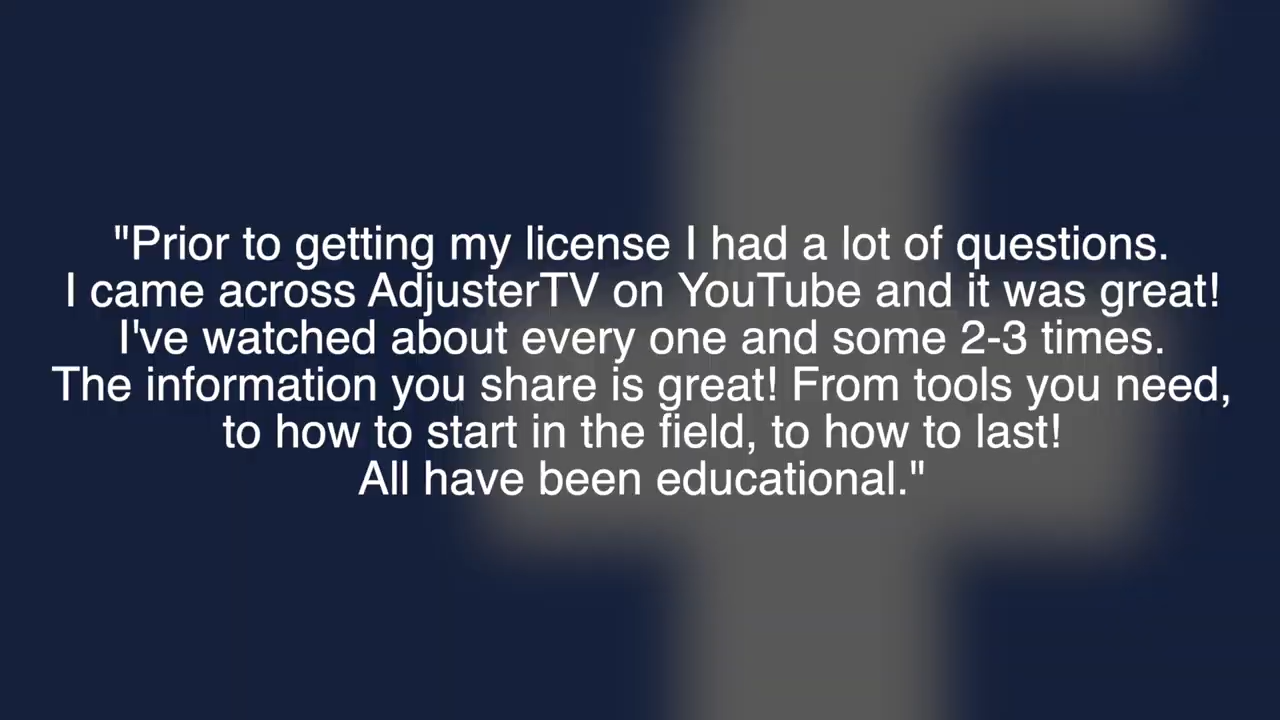 "Prior to getting my license I had a lot of questions.
I came across AdjusterTV on YouTube and it was great!
I've watched about every one and some 2-3 times.
The information you share is great! From tools you need,
to how to start in the field, to how to last!
All have been educational."